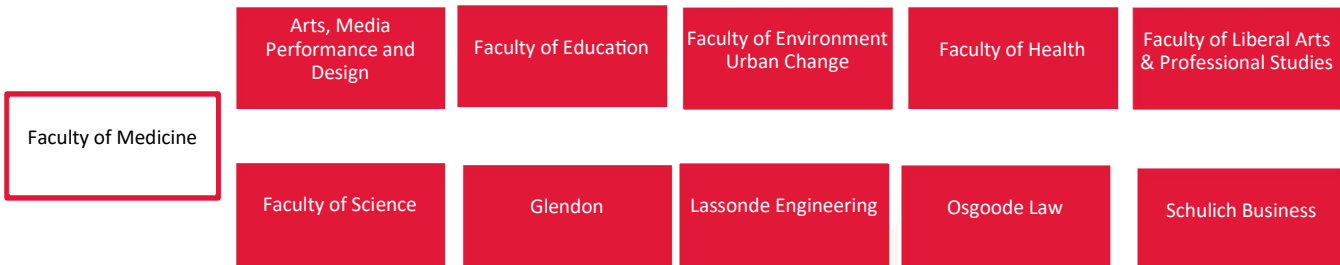 Arts, Media
Performance and
Design
Faculty of Education
Faculty of Environment
Urban Change
Faculty of Health
Faculty of Liberal Arts
& Professional Studies
Faculty of Medicine
Faculty of Science
Glendon
Lassonde Engineering
Osgoode Law
Schulich Business